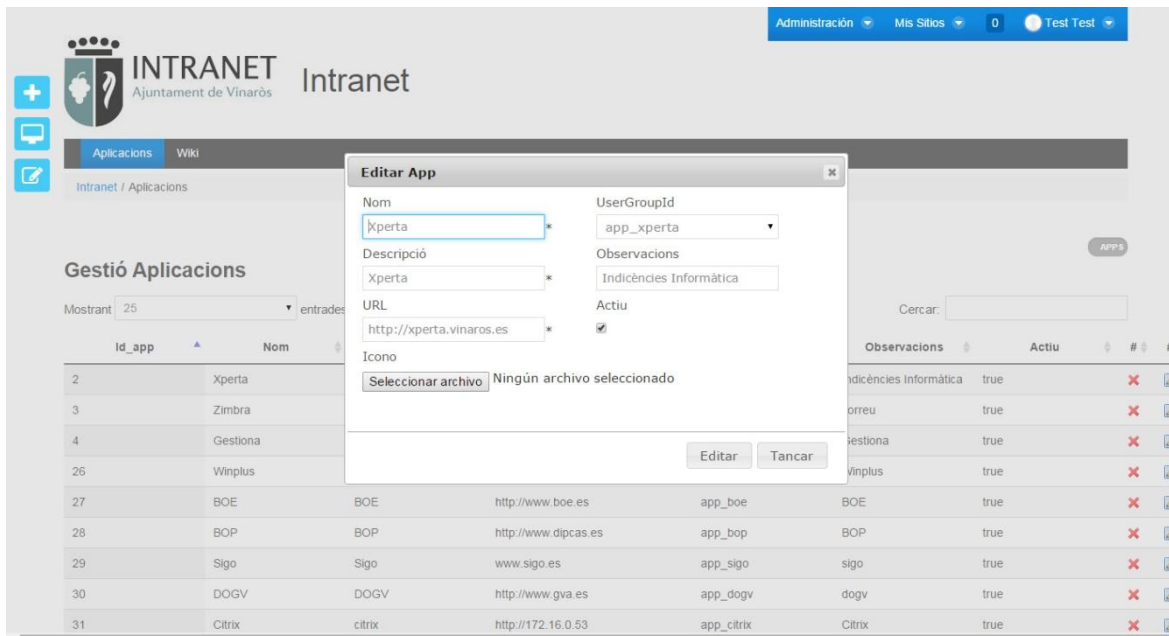 Administración Mis Sitios 0 Test Test
INTRANET
Ajuntament de Vinaròs
Intranet
Aplicacions Wiki
Intranet / Aplicacions
Editar App
Nom UserGroupId
Xperta * app_xperta
Descripció Observacions
Xperta * Indicències Informàtica
URL Actiu
http://xperta.vinaros.es *
Icono
Seleccionar archivo Ningún archivo seleccionado
Editar Tancar
APPS
Gestió Aplicacions
Mostrant 25 entrades Cercar:
Id_app Nom Observacions Actiu #
2 Xperta ndicències Informàtica true
3 Zimbra orreu true
4 Gestiona Gestiona true
26 Winplus Winplus true
27 BOE BOE http://www.boe.es app_boe BOE true
28 BOP BOP http://www.dipcas.es app_bop BOP true
29 Sigo Sigo www.sigo.es app_sigo sigo true
30 DOGV DOGV http://www.gva.es app_dogv dogv true
31 Citrix citrix http://172.16.0.53 app_citrix Citrix true